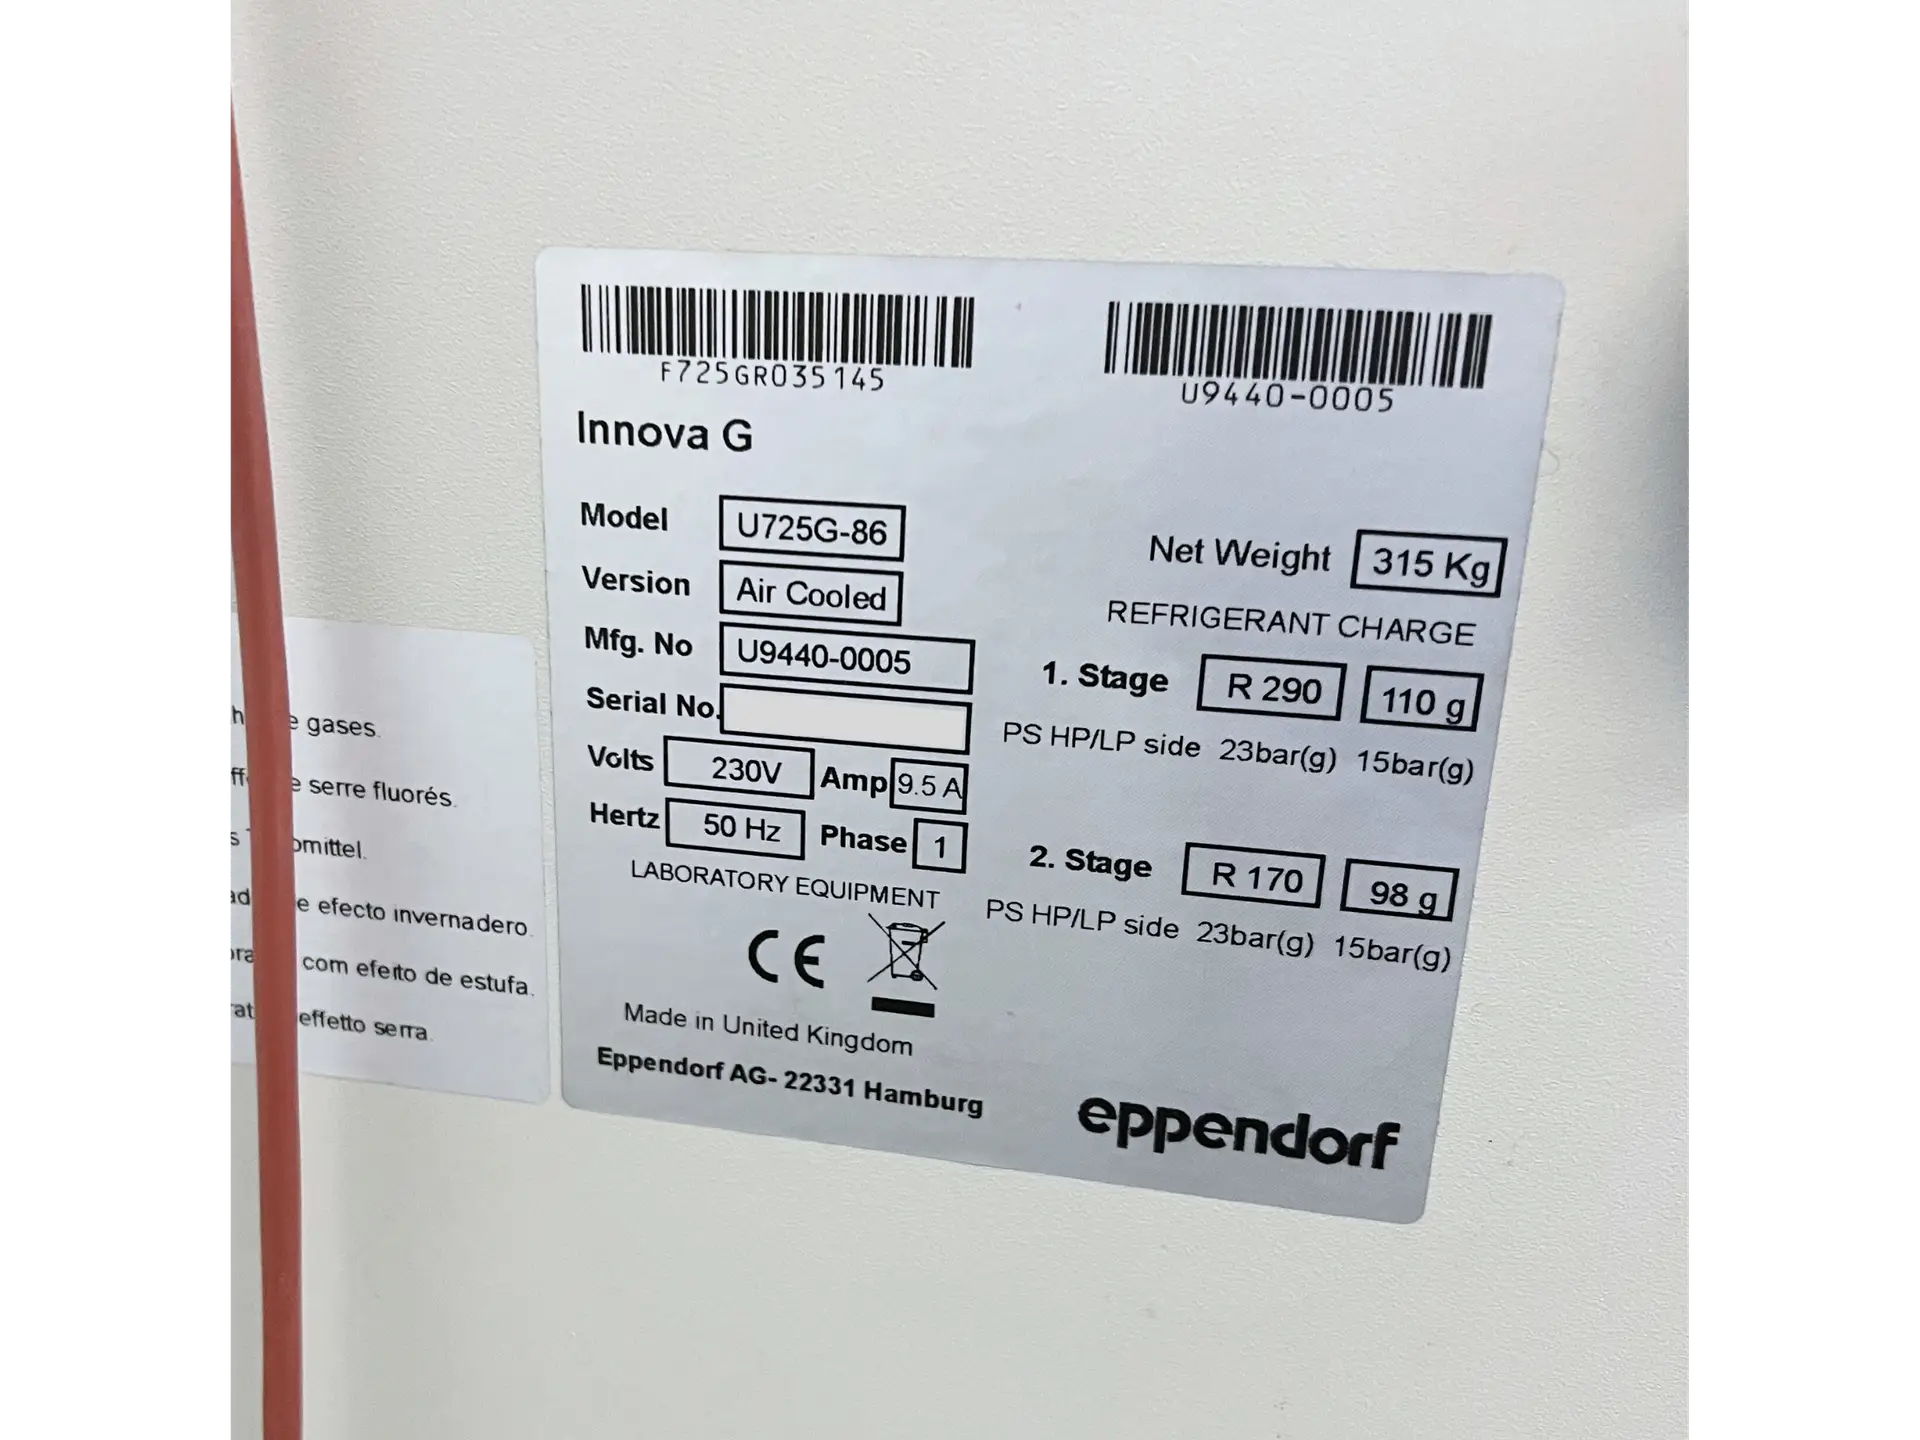 F725GR035145
U9440-0005
Innova G
Model U725G-86
Version Air Cooled
Mfg. No U9440-0005
Serial No.
Volts 230V Amp 9.5 A
Hertz 50 Hz Phase 1
LABORATORY EQUIPMENT
CE
Made in United Kingdom
Eppendorf AG- 22331 Hamburg
Net Weight 315 Kg
REFRIGERANT CHARGE
1. Stage R 290 110 g
PS HP/LP side 23bar(g) 15bar(g)
2. Stage R 170 98 g
PS HP/LP side 23bar(g) 15bar(g)
eppendorf
gases.
serre fluorés.
efecto invernadero.
com efeito de estufa.
effetto serra.